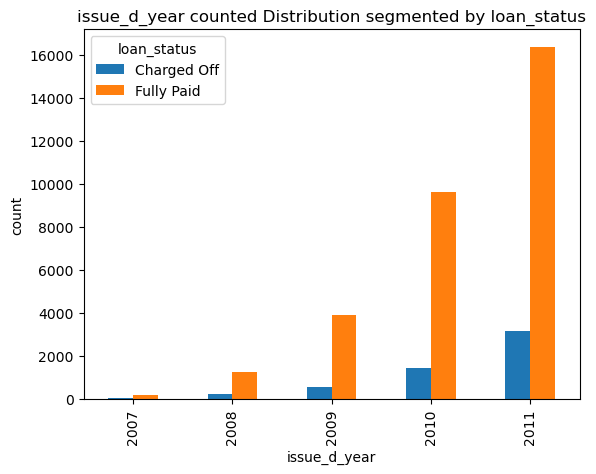 issue_d_year counted Distribution segmented by loan_status
loan_status
Charged Off
Fully Paid
count
16000
14000
12000
10000
8000
6000
4000
2000
0
2007
2008
2009
2010
2011
issue_d_year